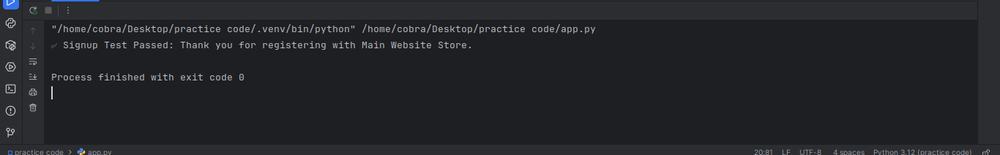 "/home/cobra/Desktop/practice code/.venv/bin/python" /home/cobra/Desktop/practice code/app.py
✓ Signup Test Passed: Thank you for registering with Main Website Store.
Process finished with exit code 0
practice code > app.py 20:81 LF UTF-8 4 spaces Python 3.12 (practice code)